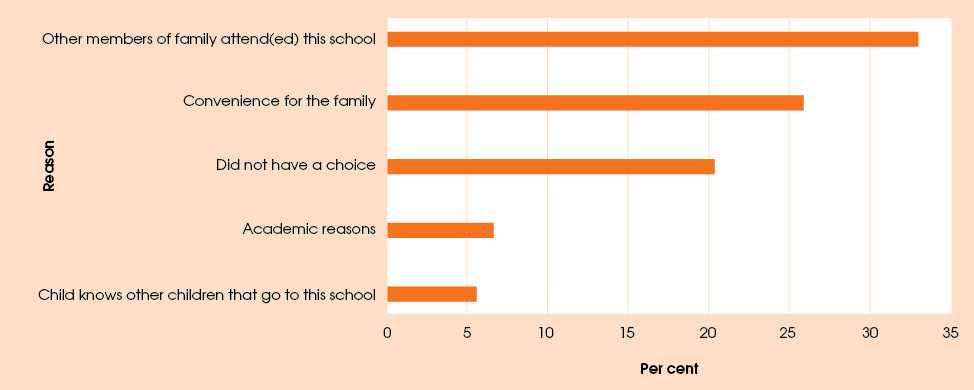 Other members of family attend(ed) this school
Convenience for the family
Did not have a choice
Academic reasons
Child knows other children that go to this school
Reason
0 5 10 15 20 25 30 35
Per cent